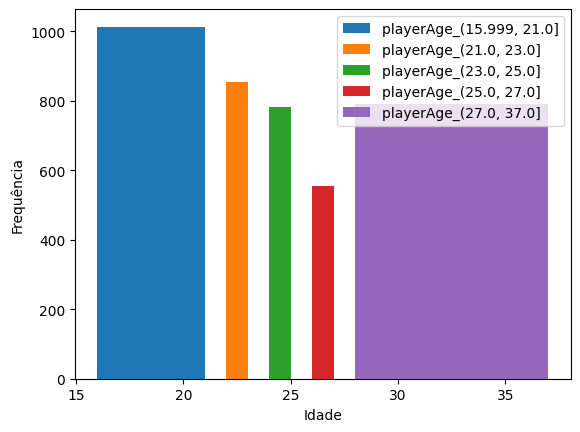 1000
800
600
400
200
0
Frequência
playerAge_(15.999, 21.0]
playerAge_(21.0, 23.0]
playerAge_(23.0, 25.0]
playerAge_(25.0, 27.0]
playerAge_(27.0, 37.0]
15 20 25 30 35
Idade